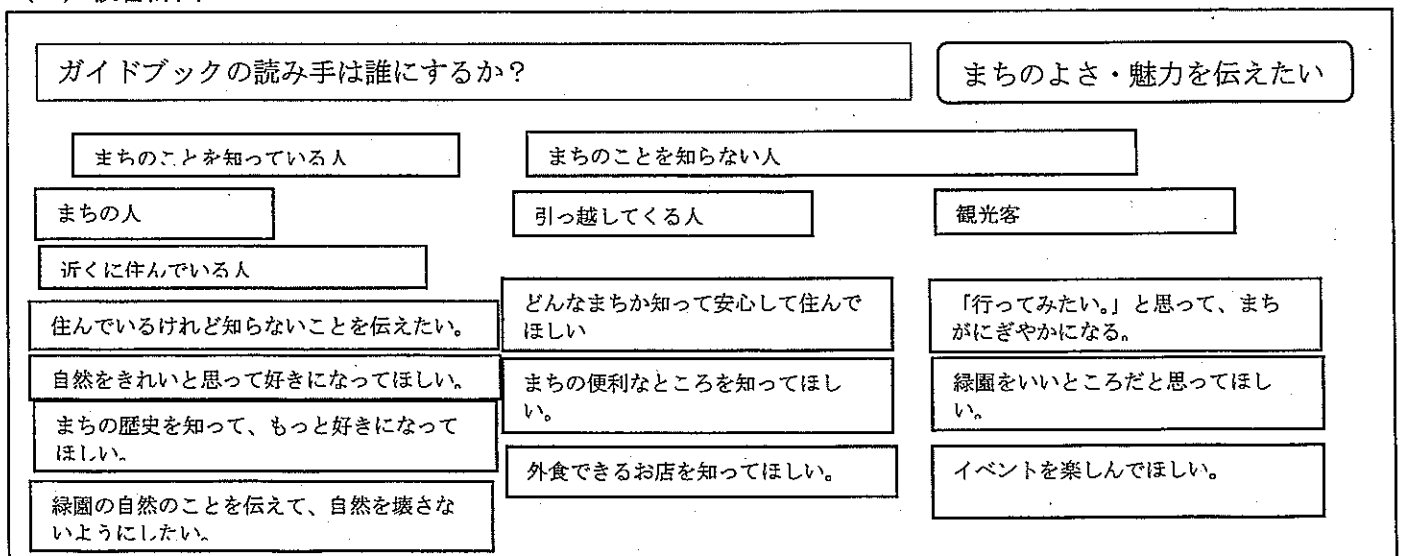 ガイドブックの読み手は誰にするか？
まちのよさ・魅力を伝えたい
まちのことを知っている人
まちのことを知らない人
まちの人
引っ越してくる人
観光客
近くに住んでいる人
住んでいるけれど知らないことを伝えたい。
自然をきれいと思って好きになってほしい。
まちの歴史を知って、もっと好きになって
ほしい。
緑園の自然のことを伝えて、自然を壊さな
いようにしたい。
どんなまちか知って安心して住んで
ほしい
まちの便利なところを知ってほし
い。
外食できるお店を知ってほしい。
「行ってみたい。」と思って、まち
がにぎやかになる。
緑園をいいところだと思ってほし
い。
イベントを楽しんでほしい。